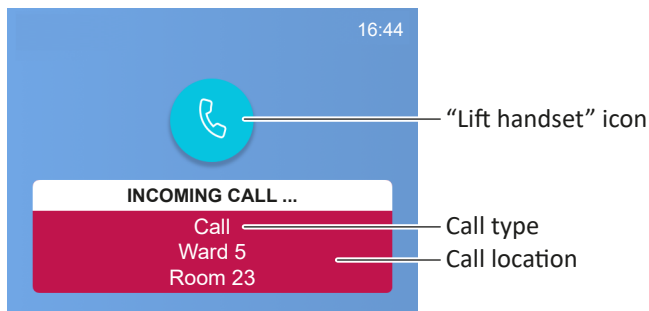 16:44
“Lift handset” icon
INCOMING CALL ...
Call
Call type
Ward 5
Call location
Room 23